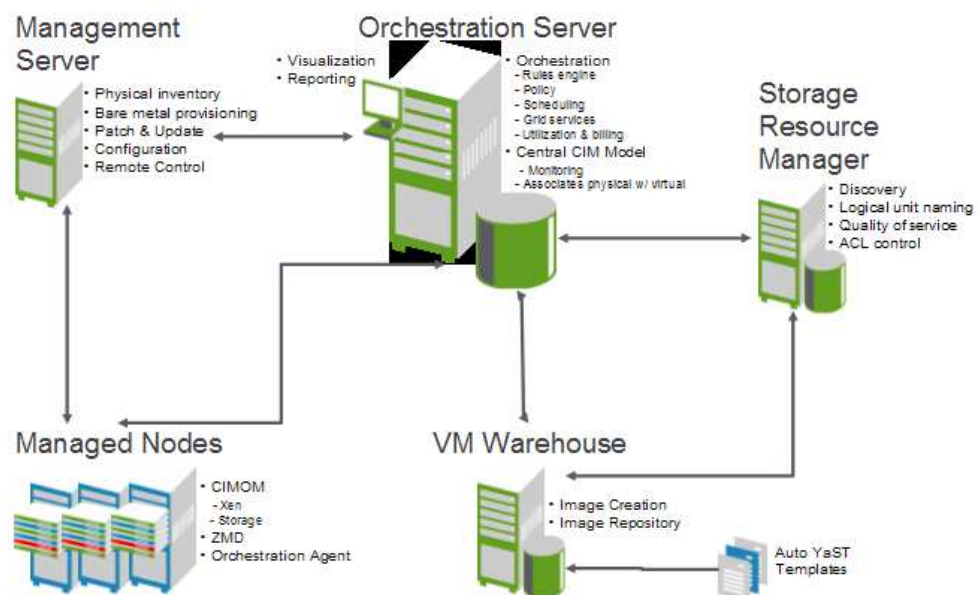 Management
Server
• Physical inventory
• Bare metal provisioning
• Patch & Update
• Configuration
• Remote Control
Orchestration Server
• Visualization
• Reporting
• Orchestration
- Rules engine
- Policy
- Scheduling
- Grid services
- Utilization & billing
• Central CIM Model
- Monitoring
- Associates physical w/ virtual
Storage
Resource
Manager
• Discovery
• Logical unit naming
• Quality of service
• ACL control
Managed Nodes
• CIMOM
- Xen
- Storage
• ZMD
• Orchestration Agent
VM Warehouse
• Image Creation
• Image Repository
Auto YaST
Templates